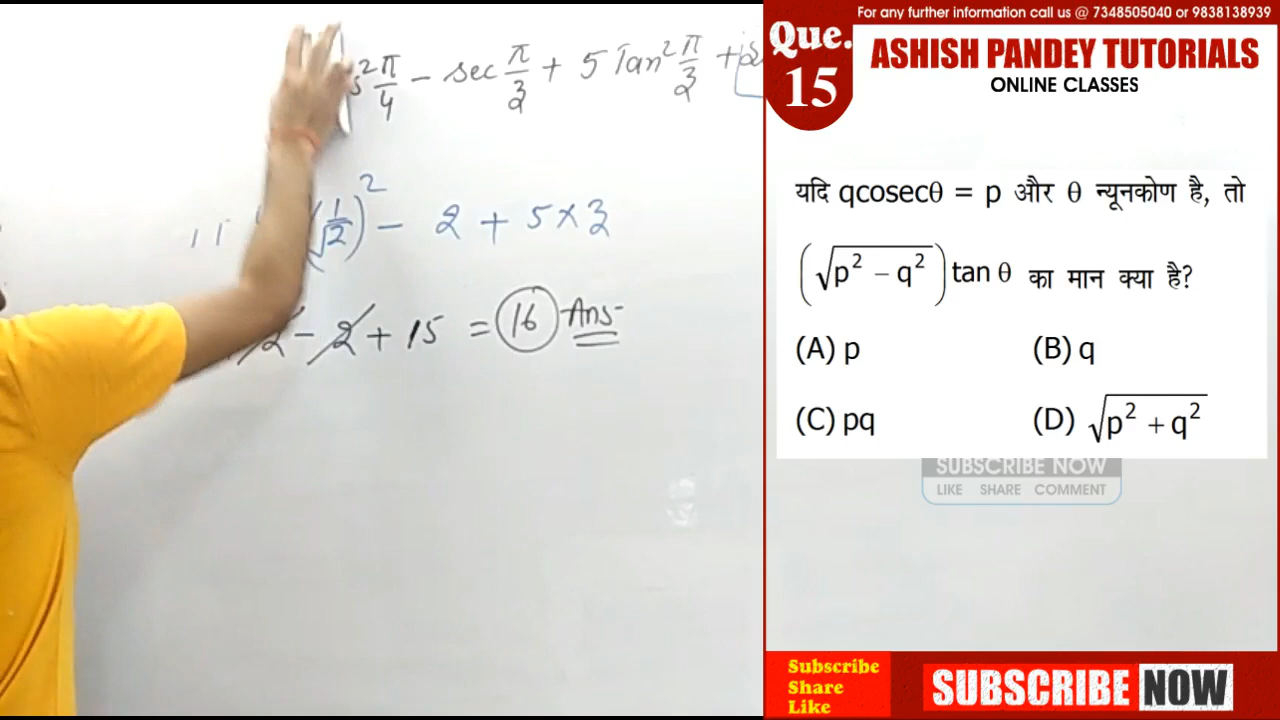 For any further information call us @ 7348505040 or 9838138939
Que. 15
ASHISH PANDEY TUTORIALS
ONLINE CLASSES
² π/4 − sec π/3 + 5 Tan² π/3 +
(1/√2)² − 2 + 5 × 3
2 − 2 + 15 = 16 Ans
यदि qcosecθ = p और θ न्यूनकोण है, तो
(√p² − q²) tan θ का मान क्या है?
(A) p (B) q
(C) pq (D) √p² + q²
SUBSCRIBE NOW
LIKE SHARE COMMENT
Subscribe
Share
Like
SUBSCRIBE NOW